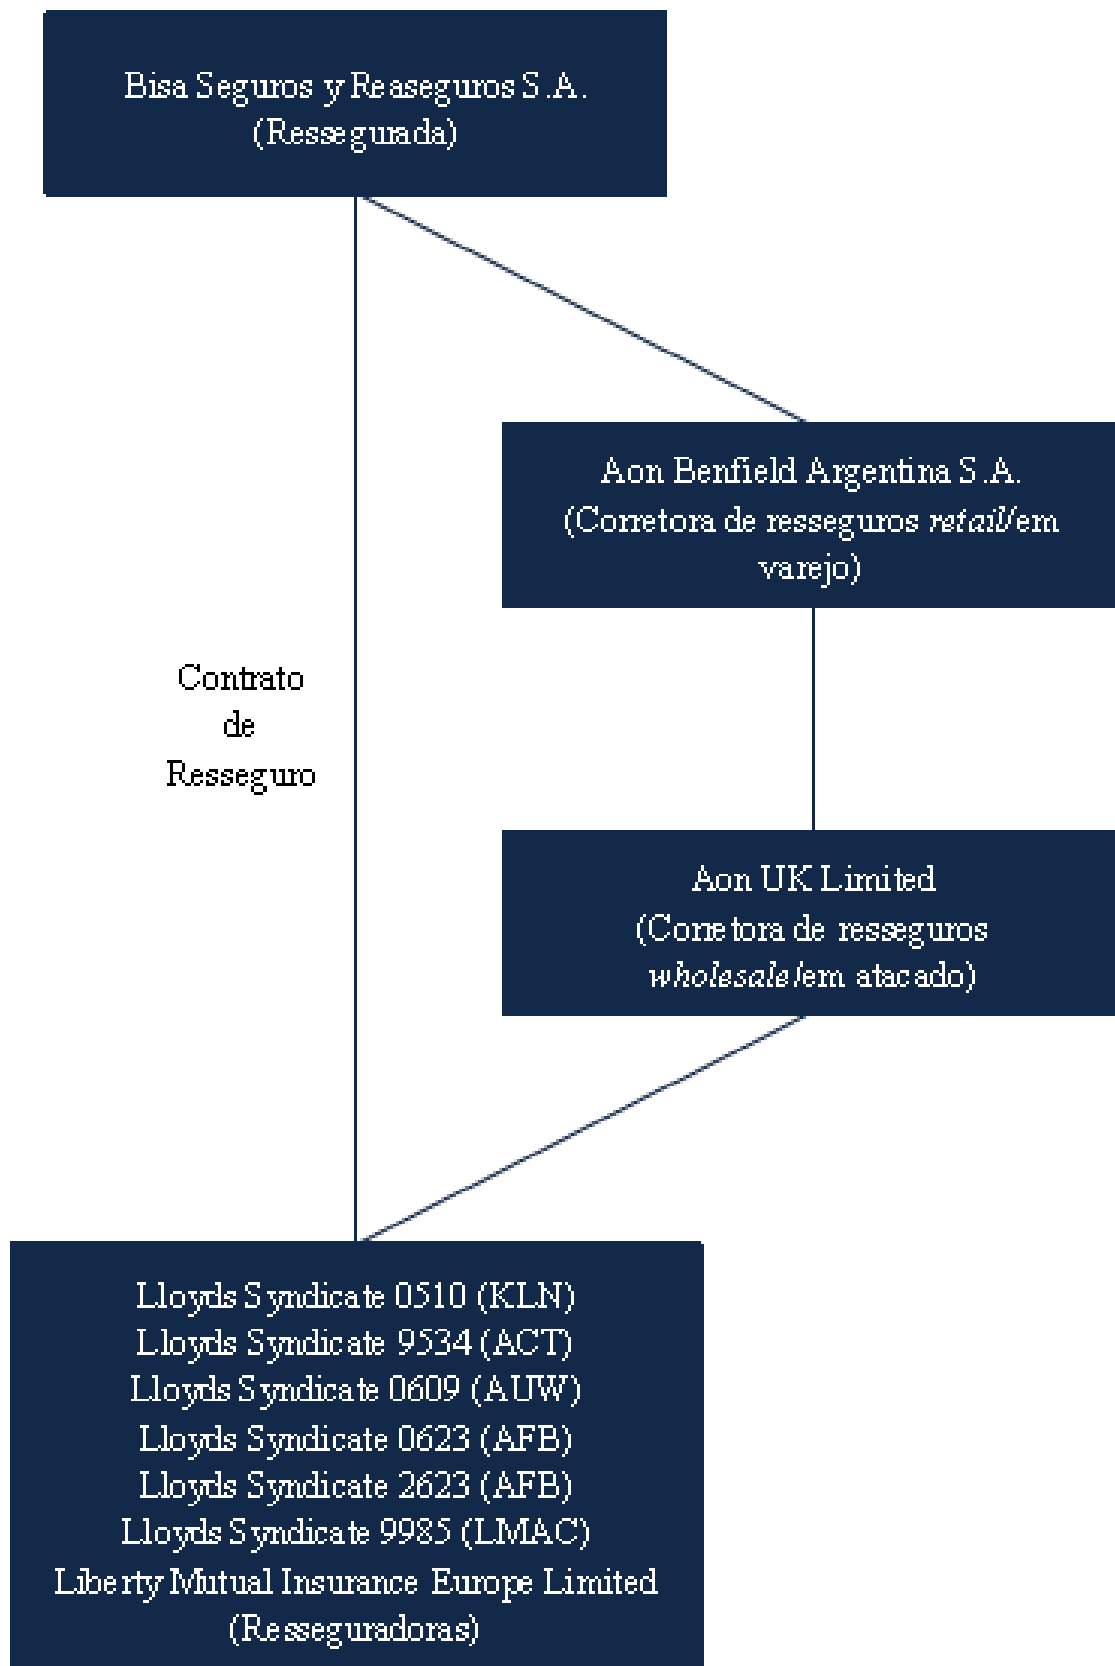 Bisa Seguros y Reaseguros S.A.
(Ressegurada)
Aon Benfield Argentina S.A.
(Corretora de resseguros retail/em
varejo)
Contrato
de
Resseguro
Aon UK Limited
(Corretora de resseguros
wholesale/em atacado)
Lloyds Syndicate 0510 (KLN)
Lloyds Syndicate 9534 (ACT)
Lloyds Syndicate 0609 (AUW)
Lloyds Syndicate 0623 (AFB)
Lloyds Syndicate 2623 (AFB)
Lloyds Syndicate 9985 (LMAC)
Liberty Mutual Insurance Europe Limited
(Resseguradoras)